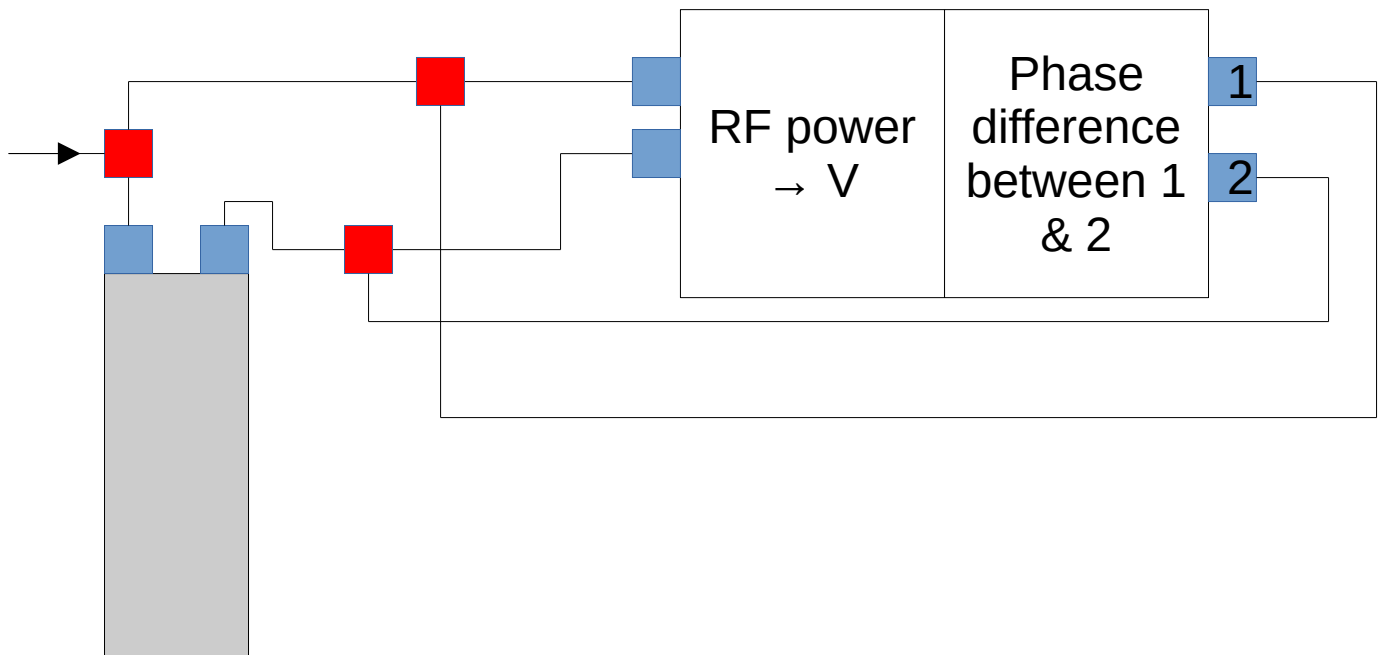 RF power
→ V
Phase
difference
between 1
& 2
1
2